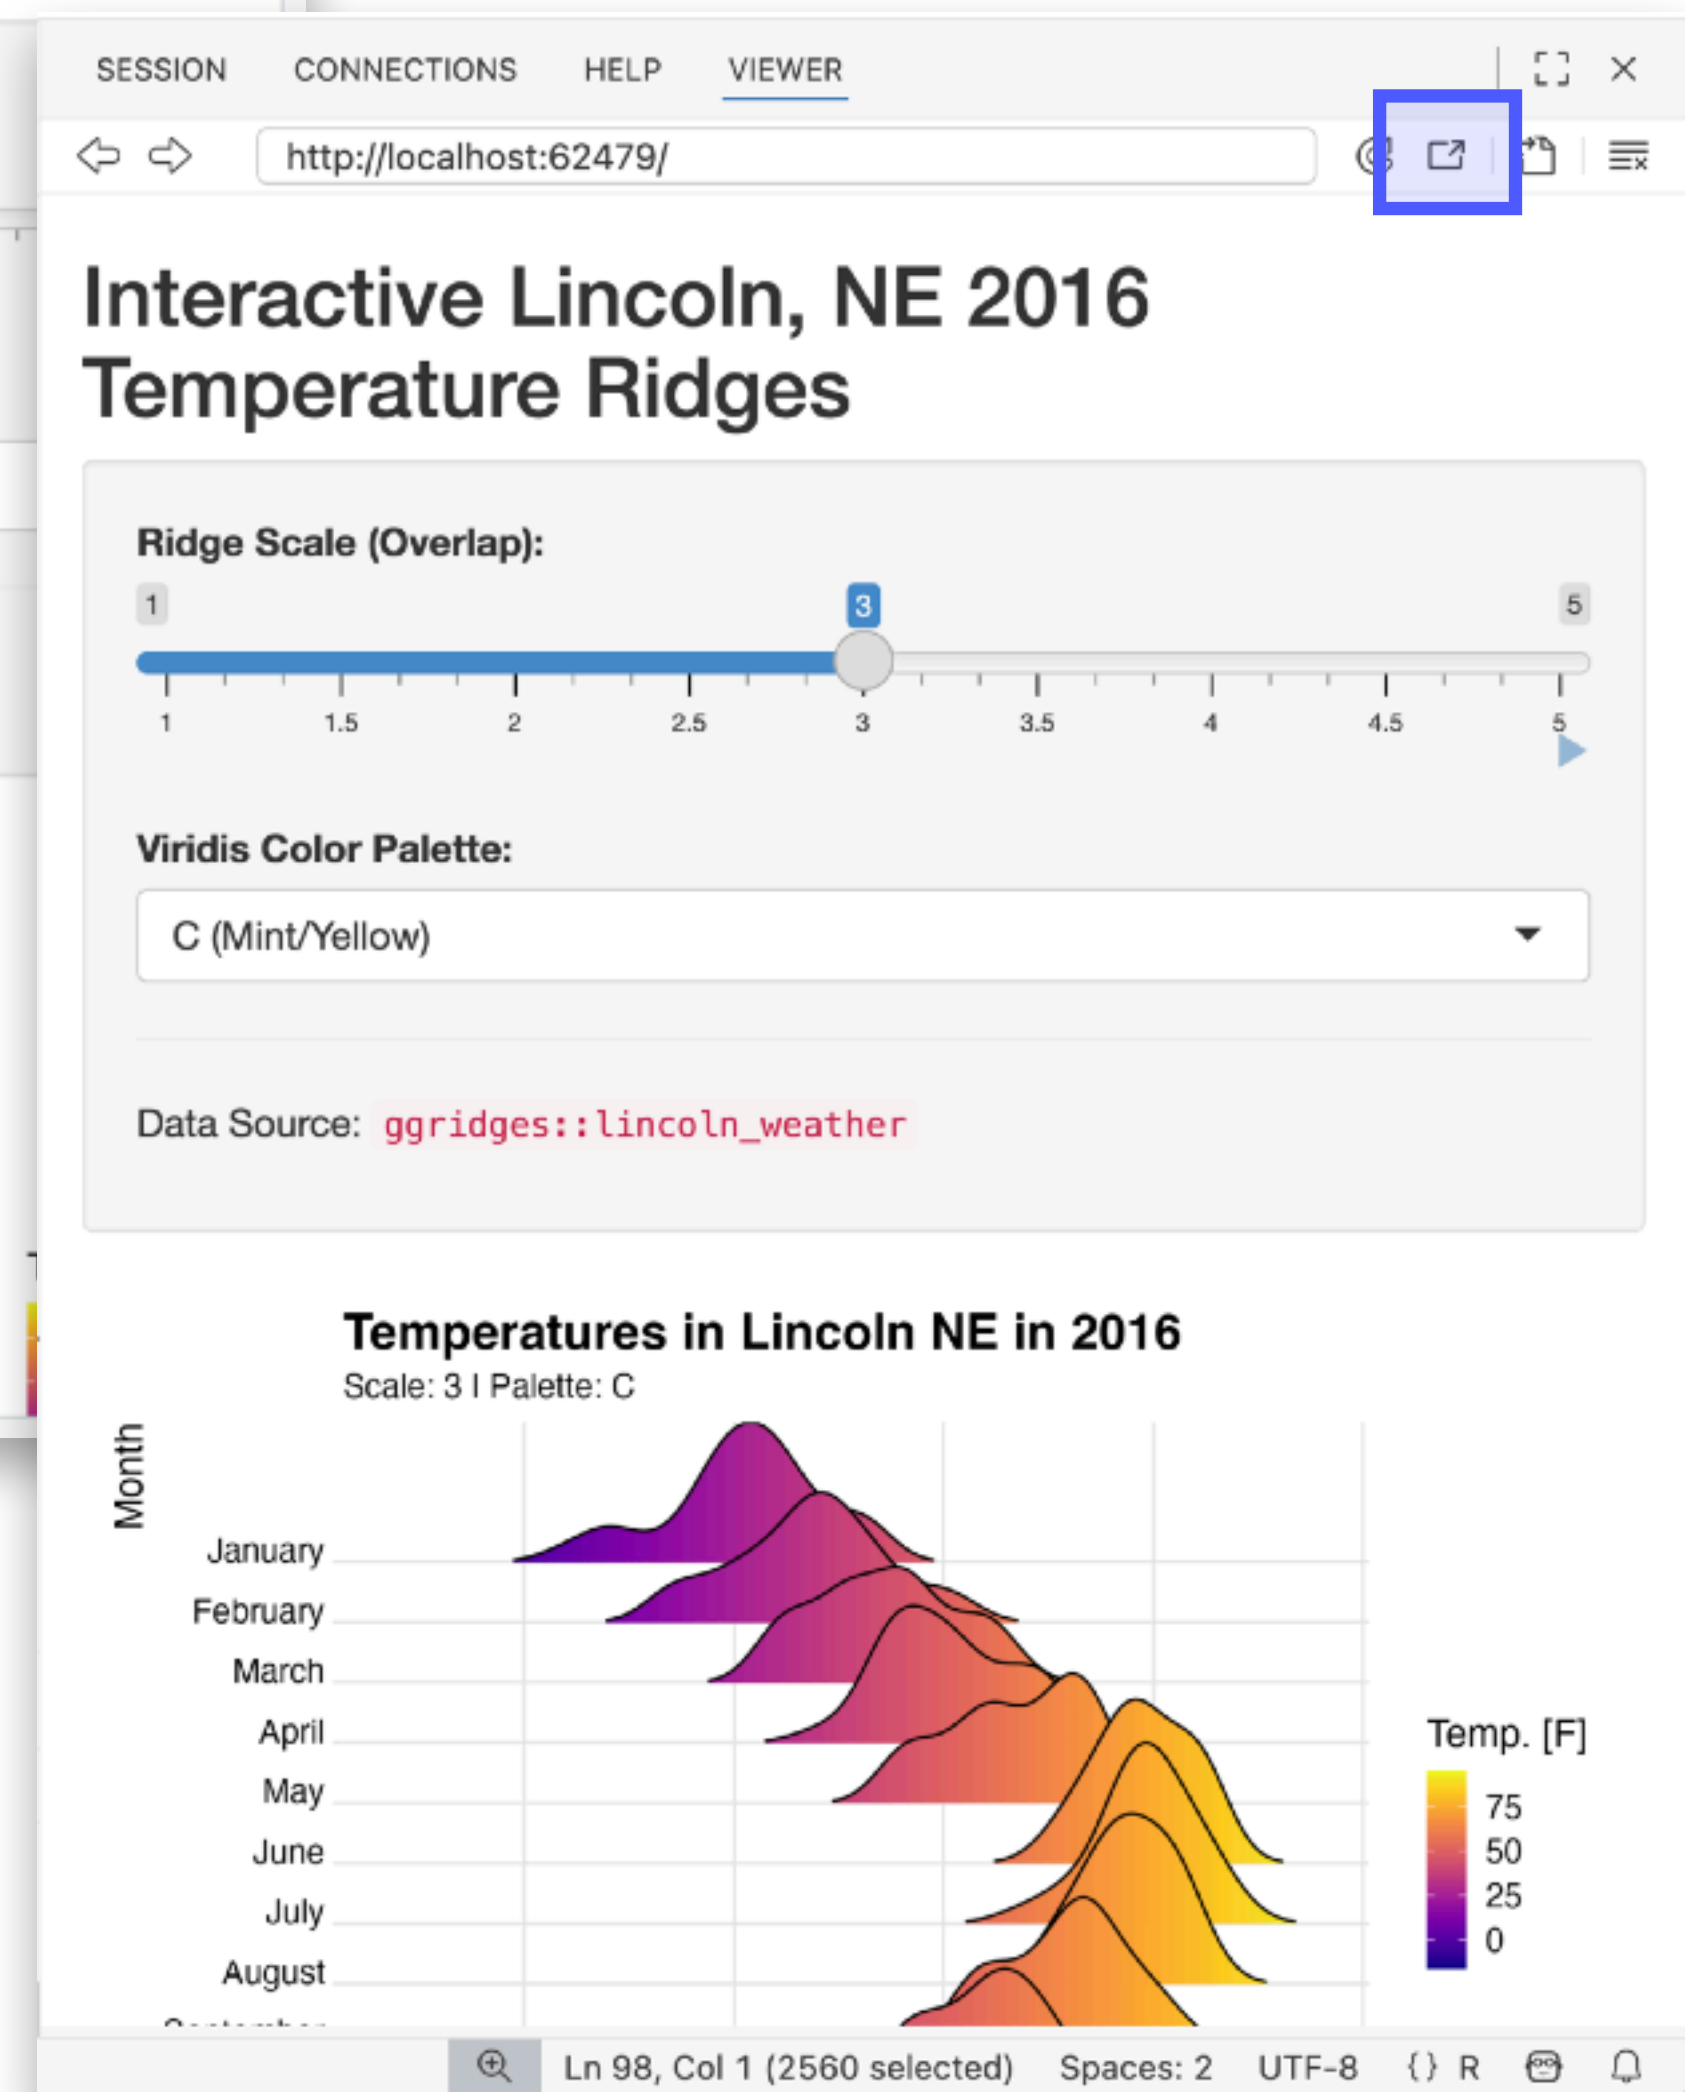 SESSION CONNECTIONS HELP VIEWER
http://localhost:62479/
Interactive Lincoln, NE 2016
Temperature Ridges
Ridge Scale (Overlap):
1 3 5
1 1.5 2 2.5 3 3.5 4 4.5 5
Viridis Color Palette:
C (Mint/Yellow)
Data Source: ggridges::lincoln_weather
Temperatures in Lincoln NE in 2016
Scale: 3 | Palette: C
Month
January
February
March
April
May
June
July
August
Temp. [F]
75
50
25
0
Ln 98, Col 1 (2560 selected) Spaces: 2 UTF-8 {} R